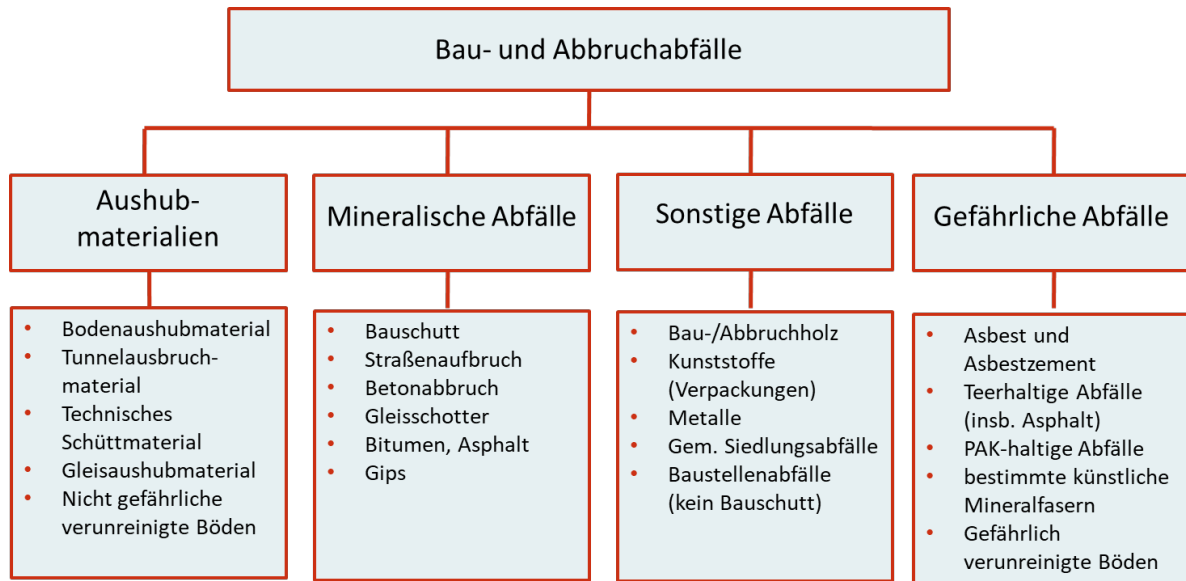 Bau- und Abbruchabfälle
Aushub-
materialien
Mineralische Abfälle
Sonstige Abfälle
Gefährliche Abfälle
• Bodenaushubmaterial
• Tunnelausbruch-
material
• Technisches
Schüttmaterial
• Gleisaushubmaterial
• Nicht gefährliche
verunreinigte Böden
• Bauschutt
• Straßenaufbruch
• Betonabbruch
• Gleisschotter
• Bitumen, Asphalt
• Gips
• Bau-/Abbruchholz
• Kunststoffe
(Verpackungen)
• Metalle
• Gem. Siedlungsabfälle
• Baustellenabfälle
(kein Bauschutt)
• Asbest und
Asbestzement
• Teerhaltige Abfälle
(insb. Asphalt)
• PAK-haltige Abfälle
• bestimmte künstliche
Mineralfasern
• Gefährlich
verunreinigte Böden